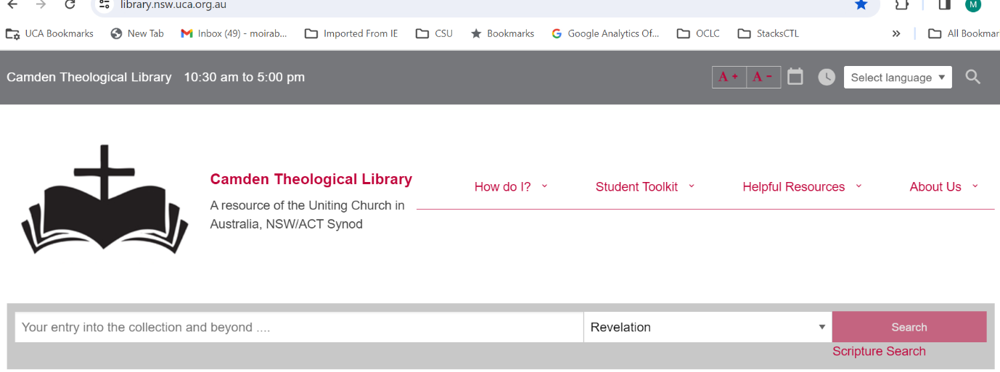 library.nsw.uca.org.au
M
UCA Bookmarks New Tab Inbox (49) - moirab... Imported From IE CSU Bookmarks Google Analytics Of... OCLC StacksCTL » All Bookmar
Camden Theological Library 10:30 am to 5:00 pm A + A - Select language
Camden Theological Library
A resource of the Uniting Church in
Australia, NSW/ACT Synod
How do I? Student Toolkit Helpful Resources About Us
Your entry into the collection and beyond .... Revelation Search
Scripture Search